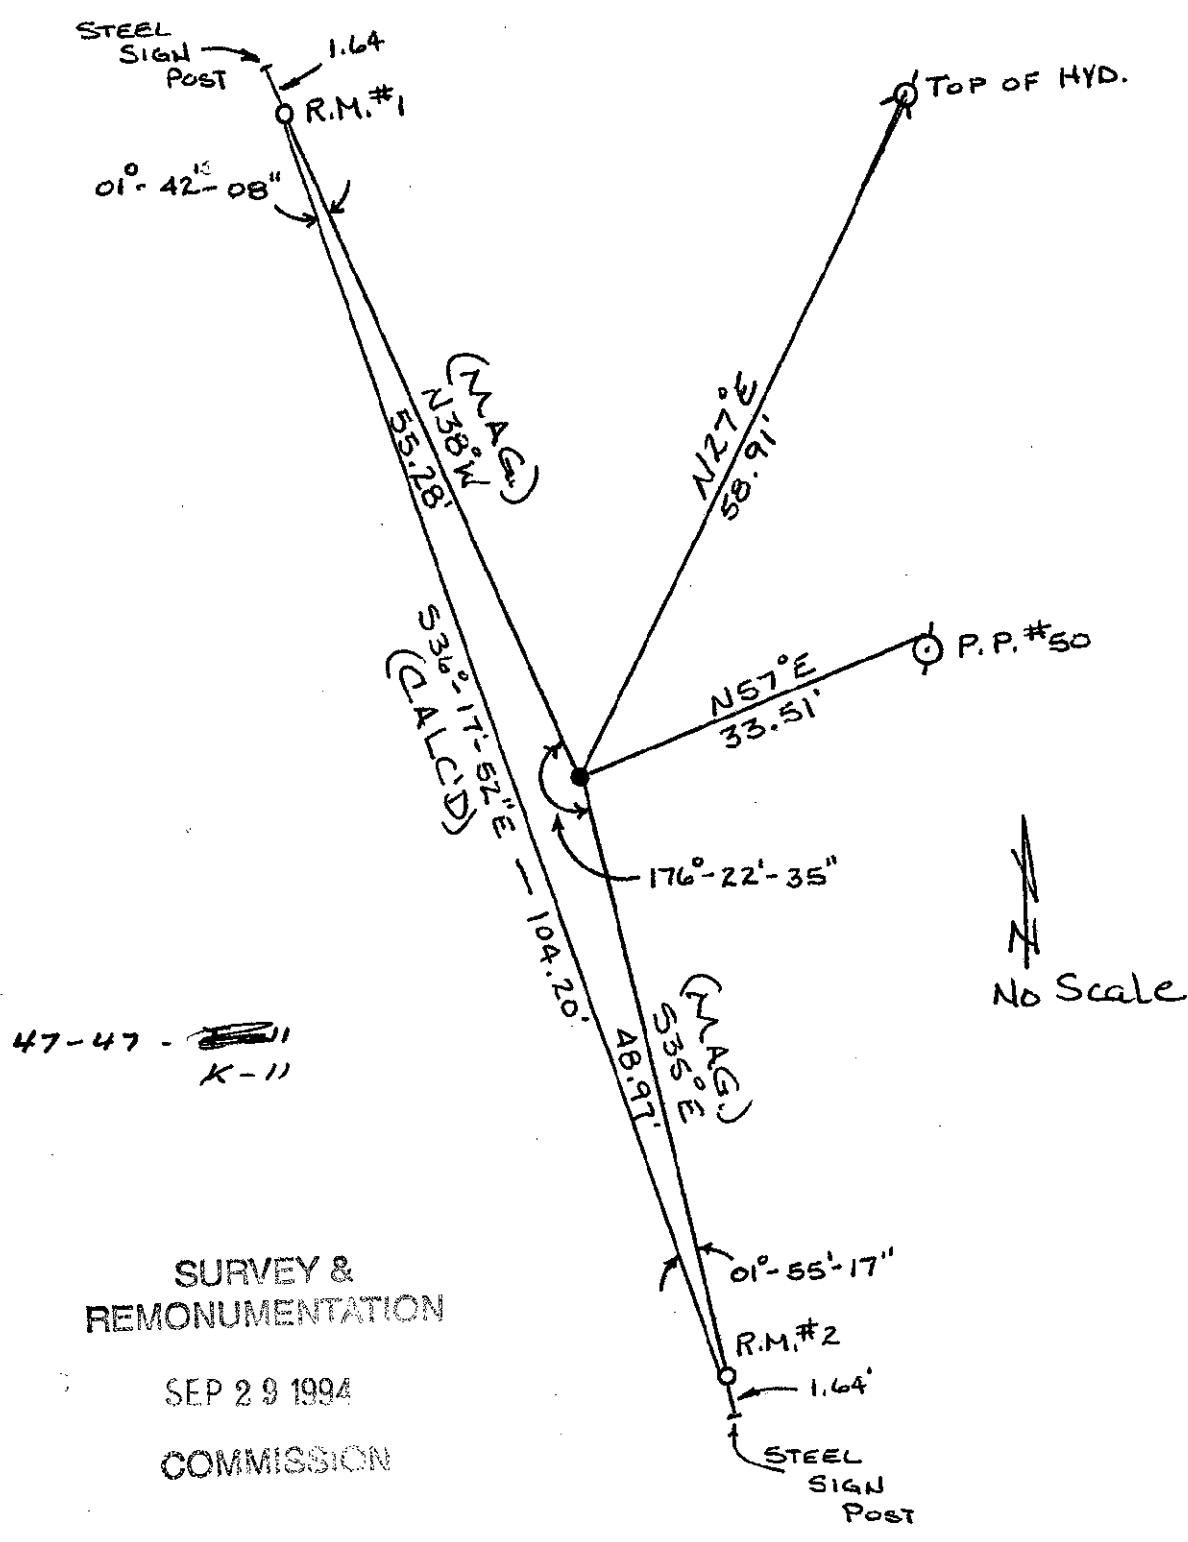 STEEL
SIGN
POST
1.64
R.M.#1
TOP OF HYD.
01°-42'-08"
(MAG.)
N38°W
55.28'
N27°E
58.91'
S36°-17'-52"E — 104.20'
(CALC'D)
P.P.#50
N57°E
33.51'
176°-22'-35"
N
No Scale
(MAG.)
S35°E
48.97'
47-47-
K-11
SURVEY &
REMONUMENTATION
SEP 29 1994
COMMISSION
01°-55'-17"
R.M.#2
1.64'
STEEL
SIGN
POST